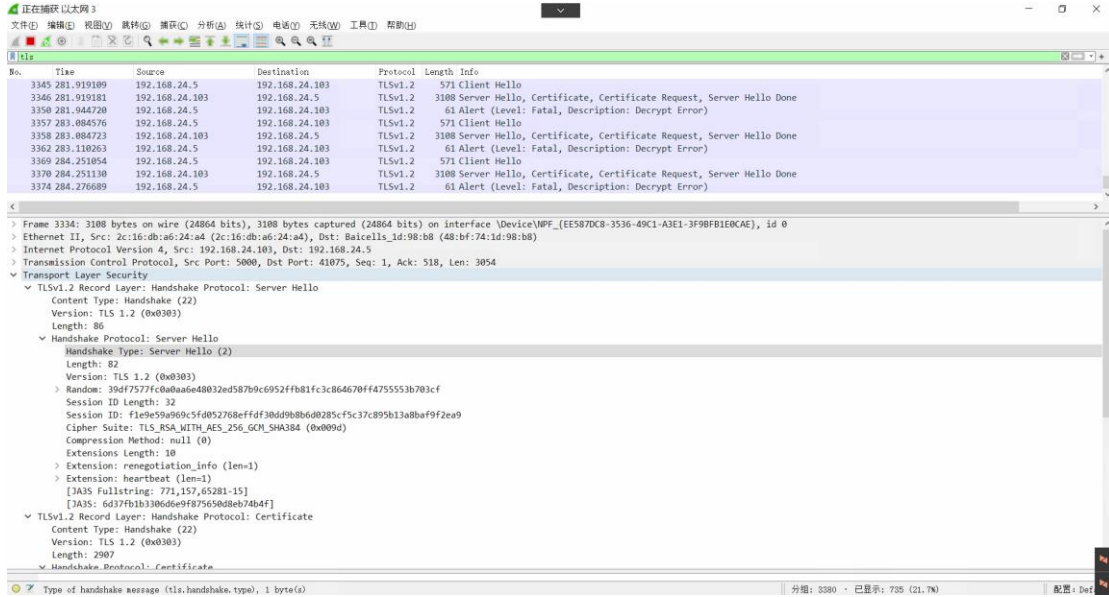 正在捕获 以太网 3
文件(F) 编辑(E) 视图(V) 跳转(G) 捕获(C) 分析(A) 统计(S) 电话(Y) 无线(W) 工具(T) 帮助(H)
tls
No. Time Source Destination Protocol Length Info
3345 281.919109 192.168.24.5 192.168.24.103 TLSv1.2 571 Client Hello
3346 281.919181 192.168.24.103 192.168.24.5 TLSv1.2 3108 Server Hello, Certificate, Certificate Request, Server Hello Done
3350 281.944720 192.168.24.5 192.168.24.103 TLSv1.2 61 Alert (Level: Fatal, Description: Decrypt Error)
3357 283.084576 192.168.24.5 192.168.24.103 TLSv1.2 571 Client Hello
3358 283.084723 192.168.24.103 192.168.24.5 TLSv1.2 3108 Server Hello, Certificate, Certificate Request, Server Hello Done
3362 283.110263 192.168.24.5 192.168.24.103 TLSv1.2 61 Alert (Level: Fatal, Description: Decrypt Error)
3369 284.251054 192.168.24.5 192.168.24.103 TLSv1.2 571 Client Hello
3370 284.251130 192.168.24.103 192.168.24.5 TLSv1.2 3108 Server Hello, Certificate, Certificate Request, Server Hello Done
3374 284.276689 192.168.24.5 192.168.24.103 TLSv1.2 61 Alert (Level: Fatal, Description: Decrypt Error)
Frame 3334: 3108 bytes on wire (24864 bits), 3108 bytes captured (24864 bits) on interface \Device\NPF_{EE587DC8-3536-49C1-A3E1-3F9BFB1E0CAE}, id 0
Ethernet II, Src: 2c:16:db:a6:24:a4 (2c:16:db:a6:24:a4), Dst: Baicells_1d:98:b8 (48:bf:74:1d:98:b8)
Internet Protocol Version 4, Src: 192.168.24.103, Dst: 192.168.24.5
Transmission Control Protocol, Src Port: 5000, Dst Port: 41075, Seq: 1, Ack: 518, Len: 3054
Transport Layer Security
TLSv1.2 Record Layer: Handshake Protocol: Server Hello
Content Type: Handshake (22)
Version: TLS 1.2 (0x0303)
Length: 86
Handshake Protocol: Server Hello
Handshake Type: Server Hello (2)
Length: 82
Version: TLS 1.2 (0x0303)
Random: 39df7577fc0a0aa6e48032ed587b9c6952ffb81fc3c864670ff4755553b703cf
Session ID Length: 32
Session ID: f1e9e59a969c5fd052768effdf30dd9b8b6d0285cf5c37c895b13a8baf9f2ea9
Cipher Suite: TLS_RSA_WITH_AES_256_GCM_SHA384 (0x009d)
Compression Method: null (0)
Extensions Length: 10
Extension: renegotiation_info (len=1)
Extension: heartbeat (len=1)
[JA3S Fullstring: 771,157,65281-15]
[JA3S: 6d37fb1b3306d6e9f875650d8eb74b4f]
TLSv1.2 Record Layer: Handshake Protocol: Certificate
Content Type: Handshake (22)
Version: TLS 1.2 (0x0303)
Length: 2907
Handshake Protocol: Certificate
Type of handshake message (tls.handshake.type), 1 byte(s) 分组: 3380 · 已显示: 735 (21.7%) 配置: Def